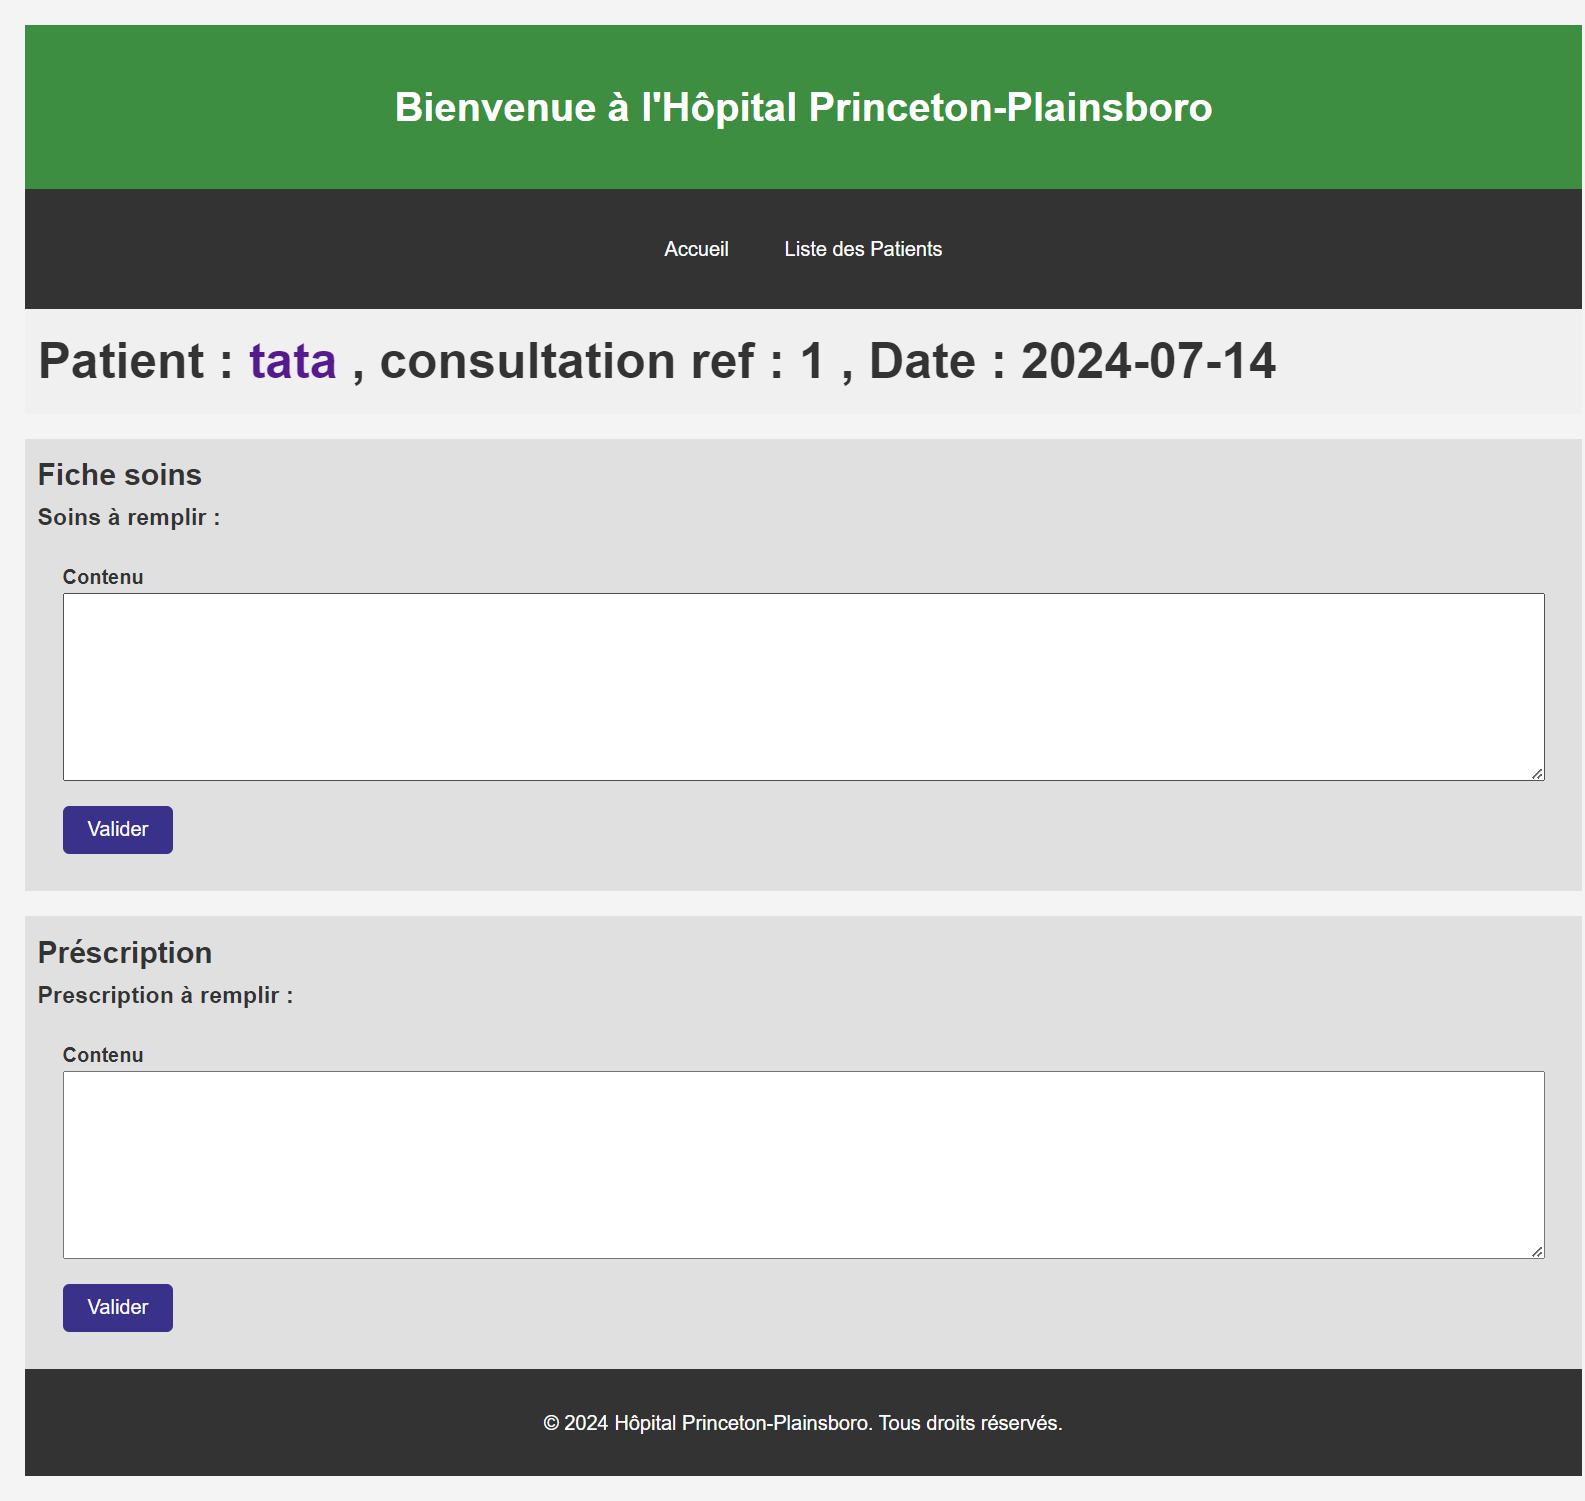 Bienvenue à l'Hôpital Princeton-Plainsboro
Accueil Liste des Patients
Patient : tata , consultation ref : 1 , Date : 2024-07-14
Fiche soins
Soins à remplir :
Contenu
Valider
Préscription
Prescription à remplir :
Contenu
Valider
© 2024 Hôpital Princeton-Plainsboro. Tous droits réservés.